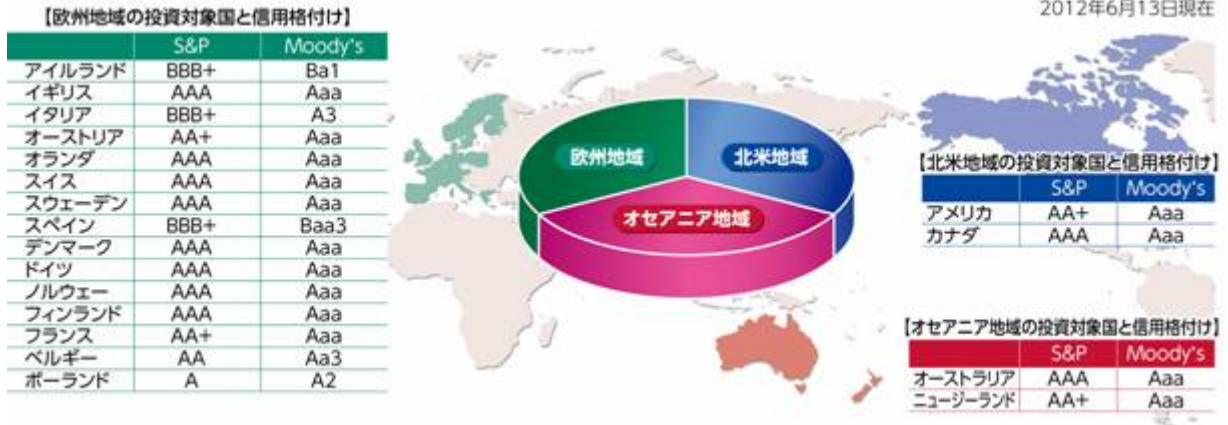 2012年6月13日現在
【欧州地域の投資対象国と信用格付け】
S&P Moody's
アイルランド BBB+ Ba1
イギリス AAA Aaa
イタリア BBB+ A3
オーストリア AA+ Aaa
オランダ AAA Aaa
スイス AAA Aaa
スウェーデン AAA Aaa
スペイン BBB+ Baa3
デンマーク AAA Aaa
ドイツ AAA Aaa
ノルウェー AAA Aaa
フィンランド AAA Aaa
フランス AA+ Aaa
ベルギー AA Aa3
ポーランド A A2
欧州地域
北米地域
オセアニア地域
【北米地域の投資対象国と信用格付け】
S&P Moody's
アメリカ AA+ Aaa
カナダ AAA Aaa
【オセアニア地域の投資対象国と信用格付け】
S&P Moody's
オーストラリア AAA Aaa
ニュージーランド AA+ Aaa